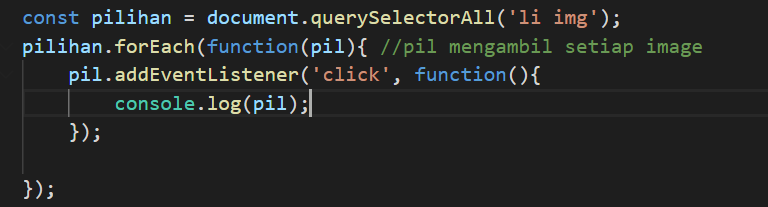 const pilihan = document.querySelectorAll('li img');
pilihan.forEach(function(pil){ //pil mengambil setiap image
    pil.addEventListener('click', function(){
        console.log(pil);
    });
});